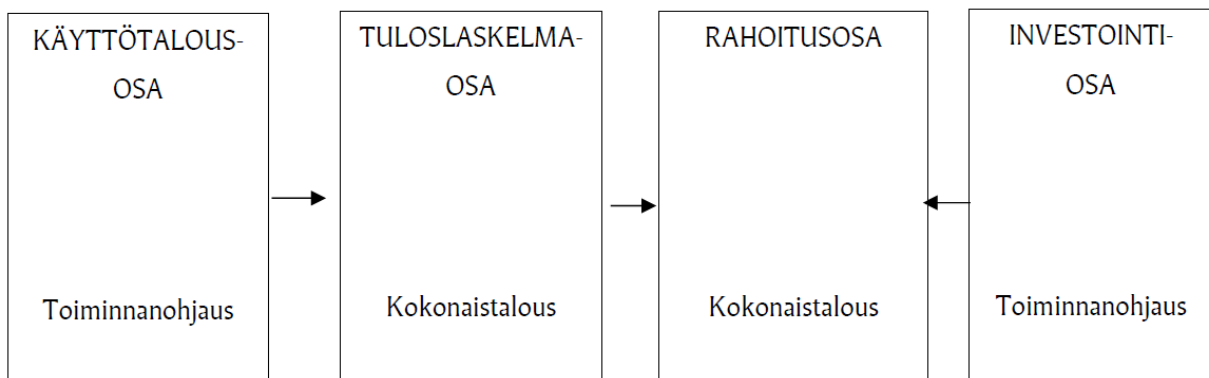 KÄYTTÖTALOUS-
OSA
Toiminnanohjaus
TULOSLASKELMA-
OSA
Kokonaistalous
RAHOITUSOSA
Kokonaistalous
INVESTOINTI-
OSA
Toiminnanohjaus